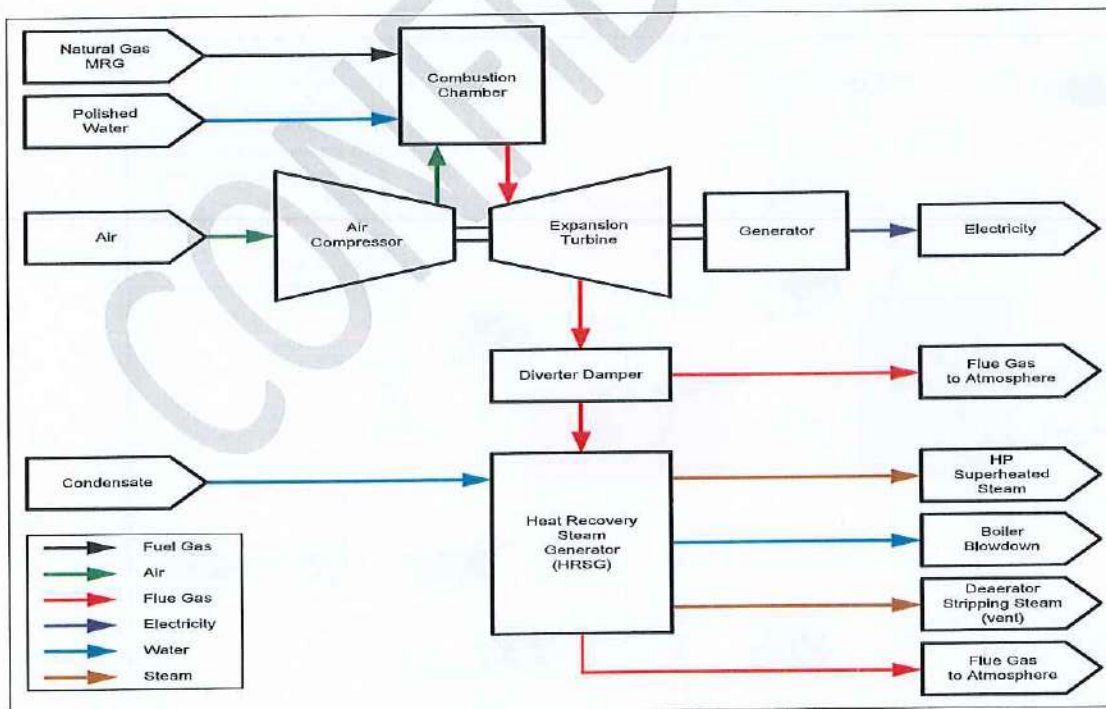 Natural Gas
MRG
Combustion
Chamber
Polished
Water
Air
Air
Compressor
Expansion
Turbine
Generator
Electricity
Diverter Damper
Flue Gas
to Atmosphere
Condensate
Heat Recovery
Steam
Generator
(HRSG)
HP
Superheated
Steam
Boiler
Blowdown
Deaerator
Stripping Steam
(vent)
Flue Gas
to Atmosphere
Fuel Gas
Air
Flue Gas
Electricity
Water
Steam